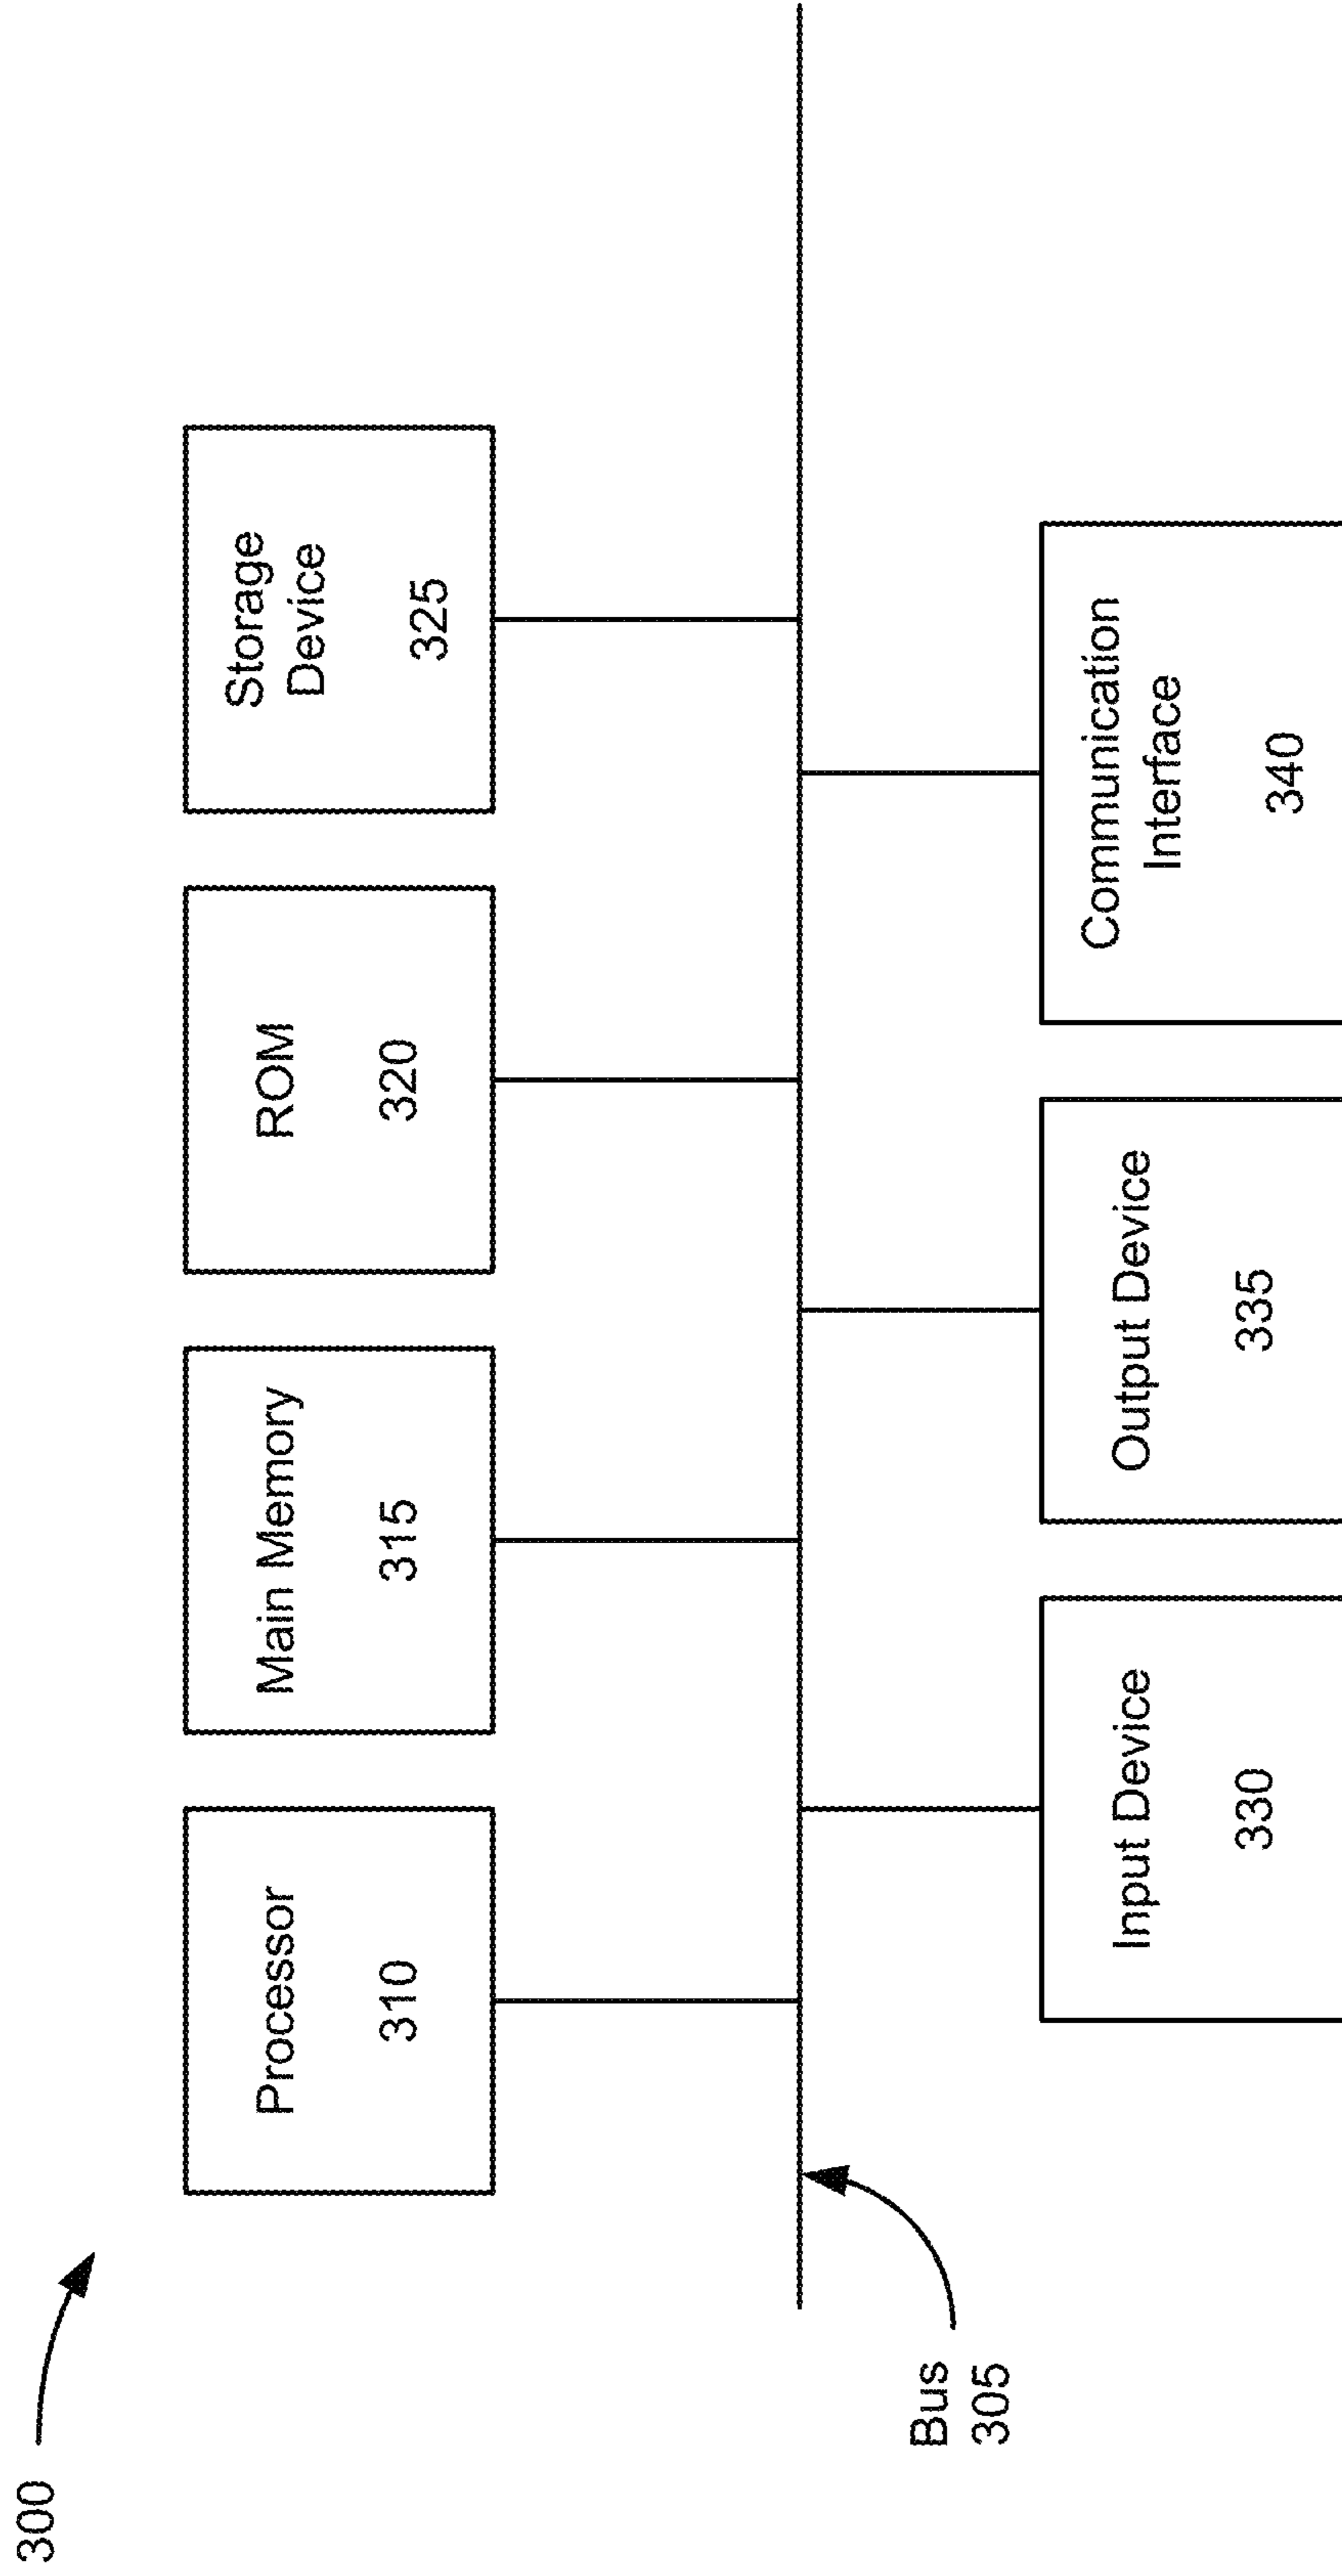 300
Processor
310
Main Memory
315
ROM
320
Storage
Device
325
Bus
305
Input Device
330
Output Device
335
Communication
Interface
340